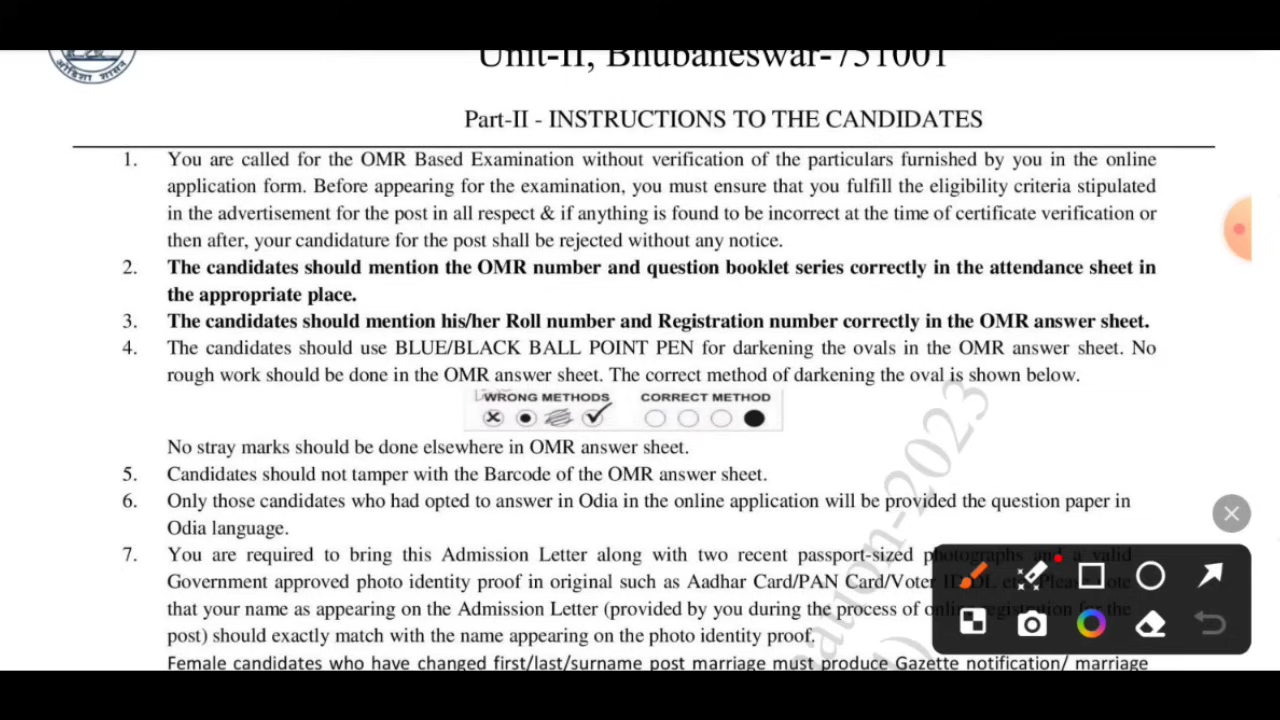 ओडिशा शासन
Unit-II, Bhubaneswar-751001
Part-II - INSTRUCTIONS TO THE CANDIDATES
1. You are called for the OMR Based Examination without verification of the particulars furnished by you in the online
application form. Before appearing for the examination, you must ensure that you fulfill the eligibility criteria stipulated
in the advertisement for the post in all respect & if anything is found to be incorrect at the time of certificate verification or
then after, your candidature for the post shall be rejected without any notice.
2. The candidates should mention the OMR number and question booklet series correctly in the attendance sheet in
the appropriate place.
3. The candidates should mention his/her Roll number and Registration number correctly in the OMR answer sheet.
4. The candidates should use BLUE/BLACK BALL POINT PEN for darkening the ovals in the OMR answer sheet. No
rough work should be done in the OMR answer sheet. The correct method of darkening the oval is shown below.
WRONG METHODS CORRECT METHOD
No stray marks should be done elsewhere in OMR answer sheet.
5. Candidates should not tamper with the Barcode of the OMR answer sheet.
6. Only those candidates who had opted to answer in Odia in the online application will be provided the question paper in
Odia language.
7. You are required to bring this Admission Letter along with two recent passport-sized photographs and a valid
Government approved photo identity proof in original such as Aadhar Card/PAN Card/Voter ID/DL etc. Please note
that your name as appearing on the Admission Letter (provided by you during the process of online registration for the
post) should exactly match with the name appearing on the photo identity proof.
Female candidates who have changed first/last/surname post marriage must produce Gazette notification/ marriage
2023